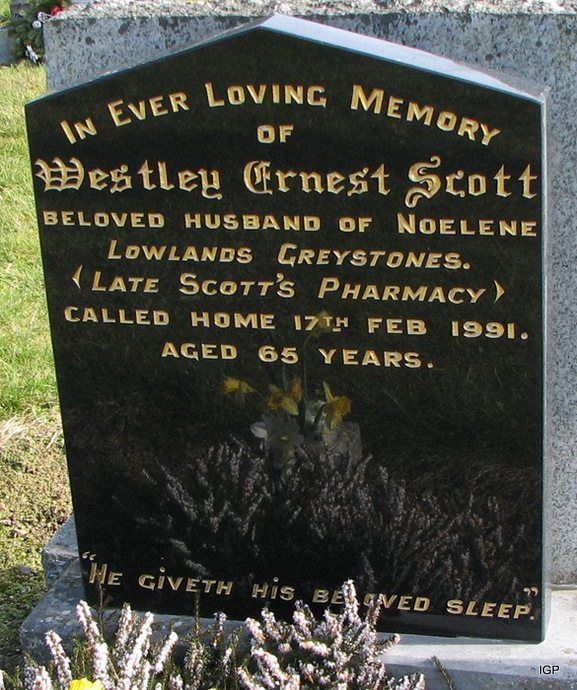 In Ever Loving Memory
of
Westley Ernest Scott
beloved husband of Noelene
Lowlands Greystones.
(Late Scott's Pharmacy)
called home 17th Feb 1991.
aged 65 years.
"He giveth his beloved sleep."
IGP